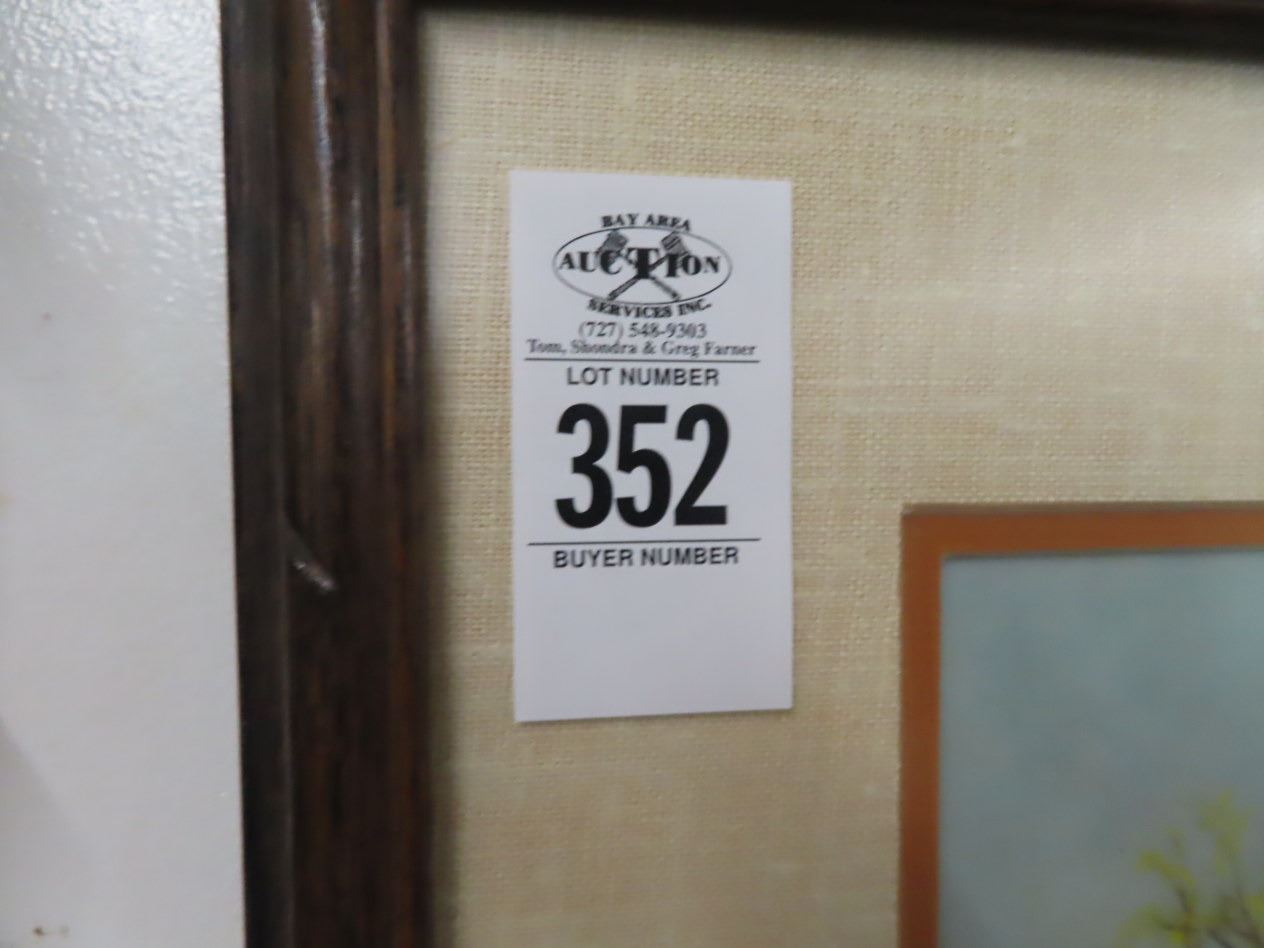 BAY AREA
AUCTION
SERVICES INC.
(727) 548-9303
Tom, Shondra & Greg Farner
LOT NUMBER
352
BUYER NUMBER